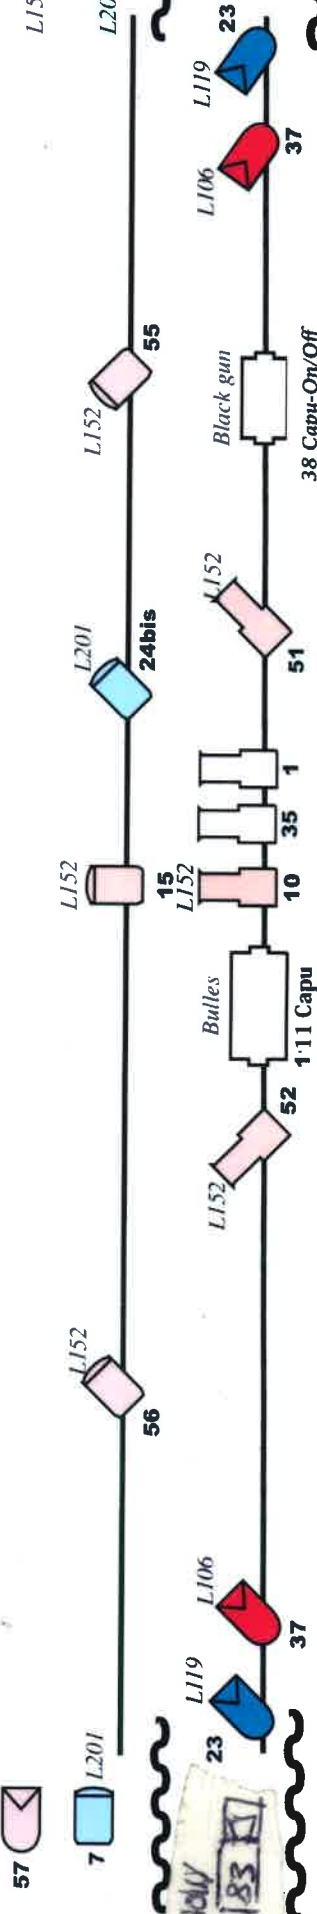 57
7
L201
L152
56
L152
15
L201
24bis
L152
55
L15
L20
83
23
L119
37
L106
L152
52
Bulles
1·11 Capu
L152
10
35
1
L152
51
Black gun
38 Capu-On/Off
L106
37
L119
23